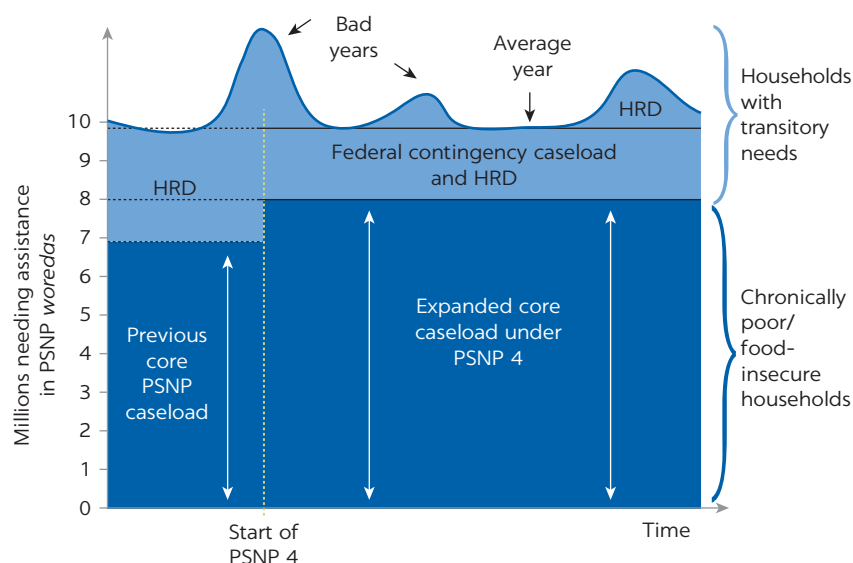 Bad
years
Average
year
Households
with
transitory
needs
HRD
Federal contingency caseload
and HRD
HRD
Millions needing assistance
in PSNP woredas
10
9
8
7
6
5
4
3
2
1
0
Previous
core
PSNP
caseload
Expanded core
caseload under
PSNP 4
Chronically
poor/
food-
insecure
households
Start of
PSNP 4
Time